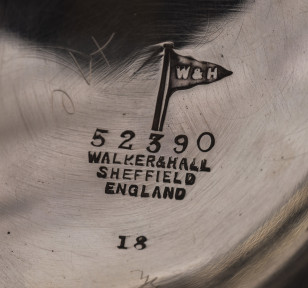 W&H
52390
WALKER&HALL
SHEFFIELD
ENGLAND
18